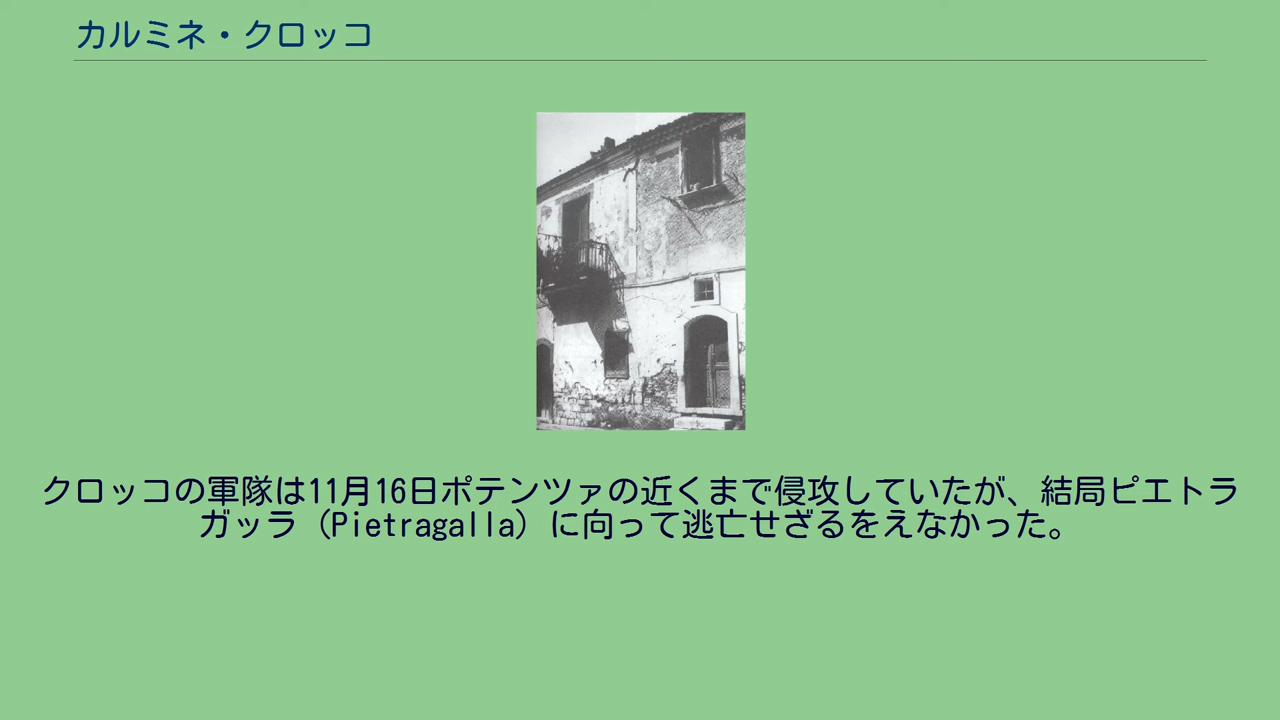 カルミネ・クロッコ
クロッコの軍隊は11月16日ポテンツァの近くまで侵攻していたが、結局ピエトラ
ガッラ（Pietragalla）に向って逃亡せざるをえなかった。